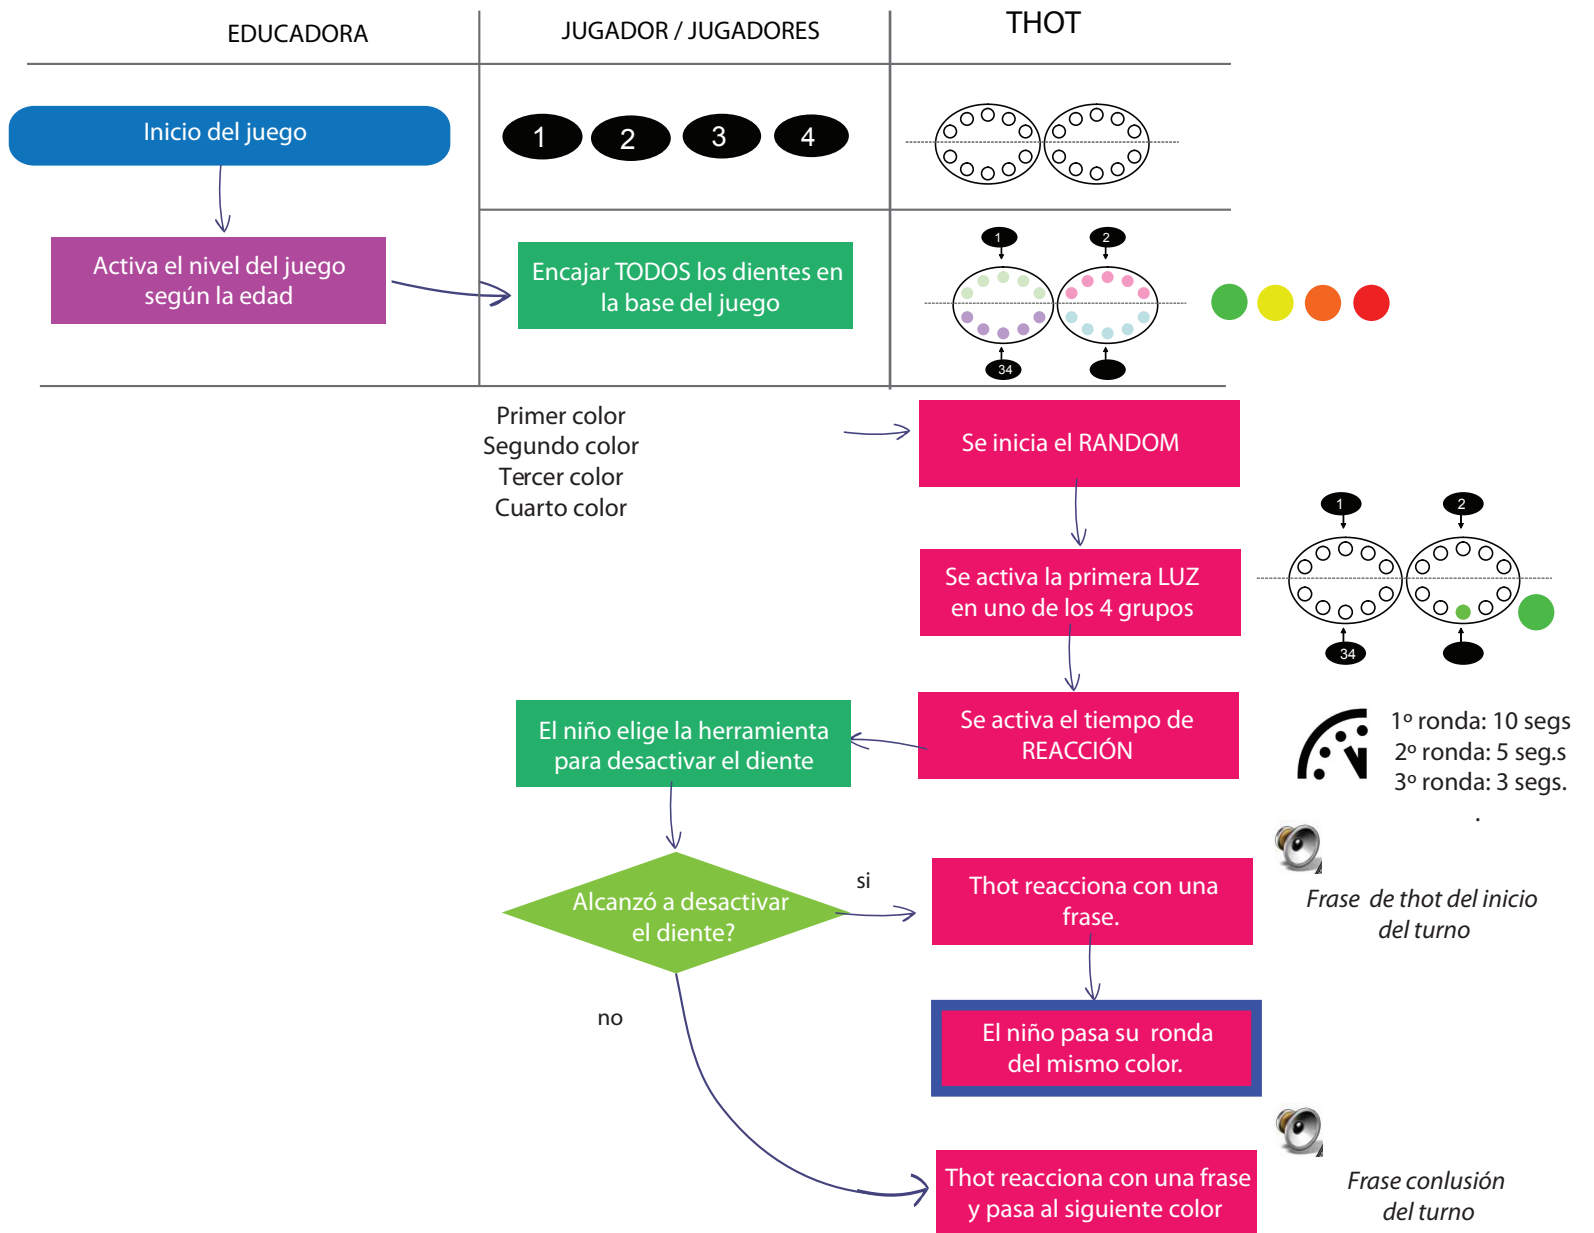 EDUCADORA
JUGADOR / JUGADORES
THOT
Inicio del juego
1
2
3
4
Activa el nivel del juego
según la edad
Encajar TODOS los dientes en
la base del juego
1
2
34
Primer color
Segundo color
Tercer color
Cuarto color
Se inicia el RANDOM
1
2
34
Se activa la primera LUZ
en uno de los 4 grupos
Se activa el tiempo de
REACCIÓN
1º ronda: 10 segs
2º ronda: 5 seg.s
3º ronda: 3 segs.
.
El niño elige la herramienta
para desactivar el diente
Alcanzó a desactivar
el diente?
si
no
Thot reacciona con una
frase.
Frase de thot del inicio
del turno
El niño pasa su ronda
del mismo color.
Thot reacciona con una frase
y pasa al siguiente color
Frase conlusión
del turno